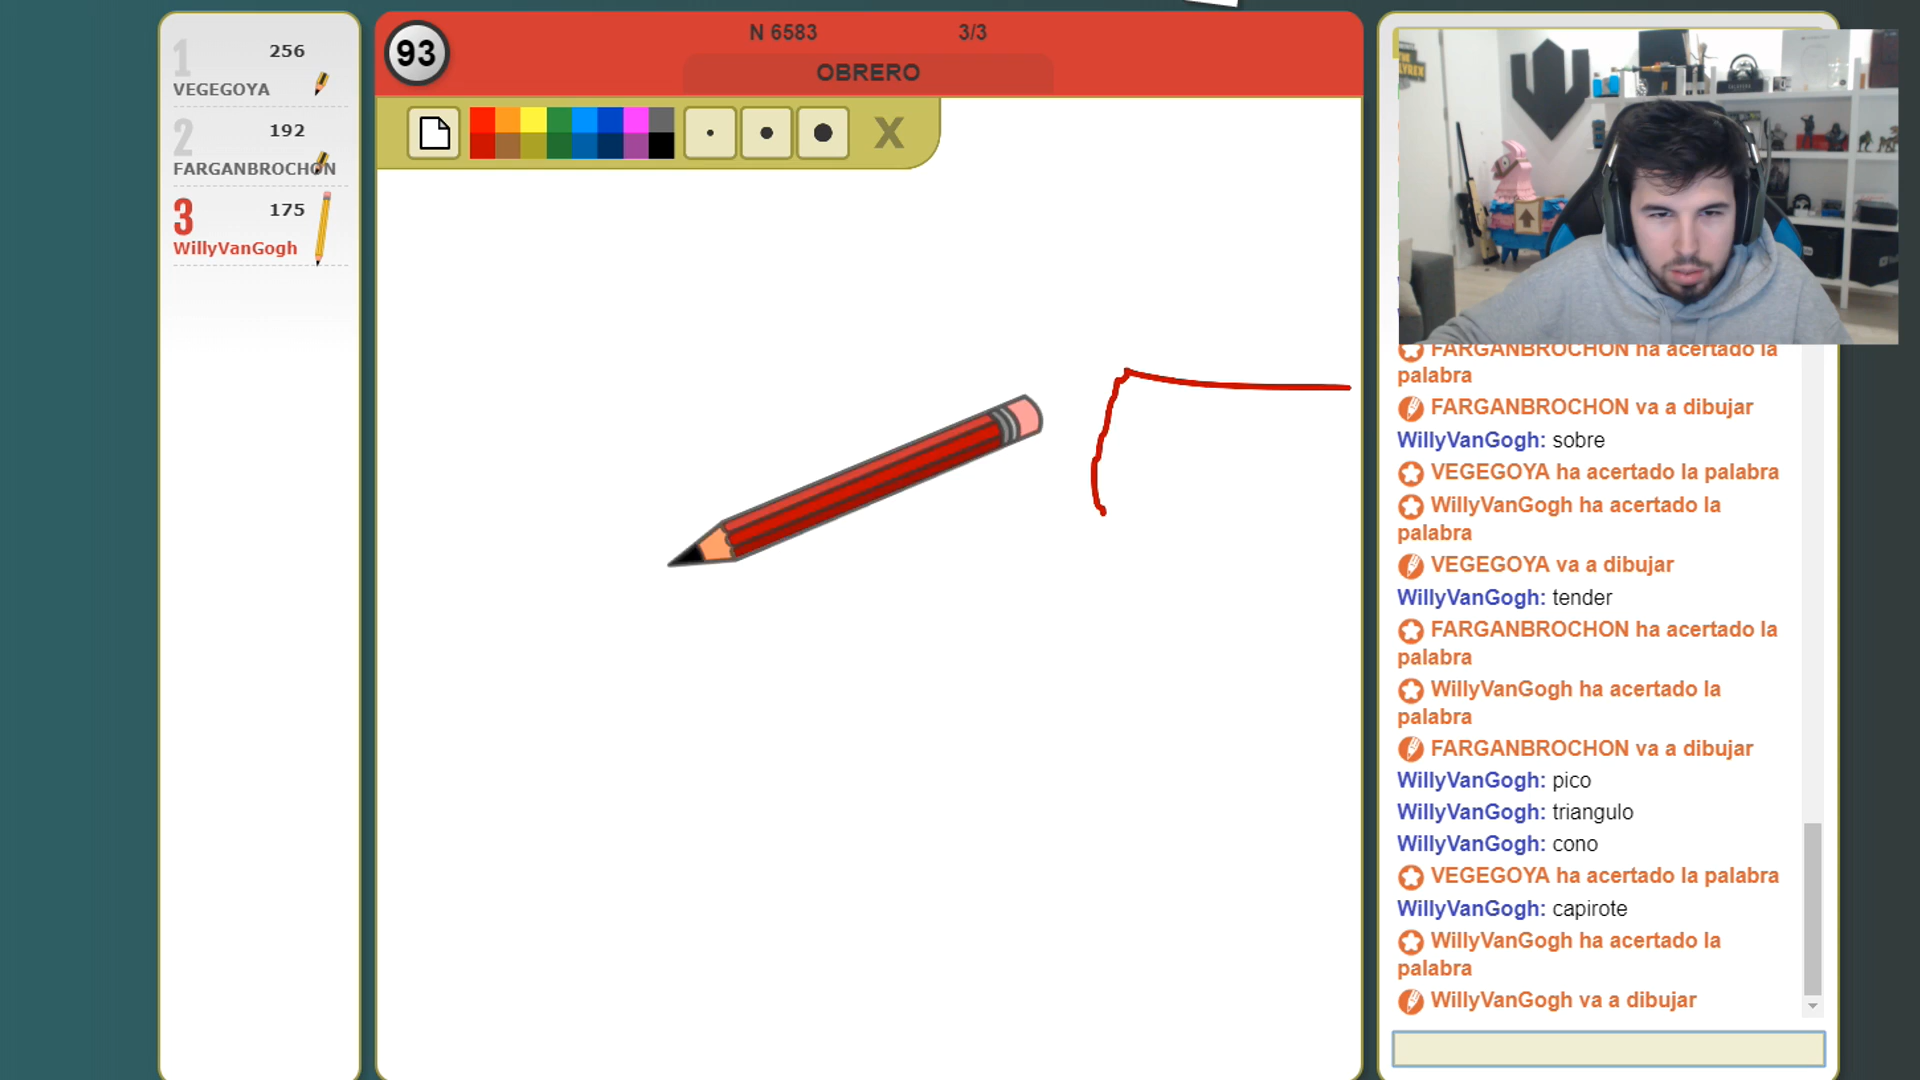 1
256
VEGEGOYA
2
192
FARGANBROCHON
3
175
WillyVanGogh
93
N 6583
3/3
OBRERO
X
FARGANBROCHON ha acertado la
palabra
FARGANBROCHON va a dibujar
WillyVanGogh: sobre
VEGEGOYA ha acertado la palabra
WillyVanGogh ha acertado la
palabra
VEGEGOYA va a dibujar
WillyVanGogh: tender
FARGANBROCHON ha acertado la
palabra
WillyVanGogh ha acertado la
palabra
FARGANBROCHON va a dibujar
WillyVanGogh: pico
WillyVanGogh: triangulo
WillyVanGogh: cono
VEGEGOYA ha acertado la palabra
WillyVanGogh: capirote
WillyVanGogh ha acertado la
palabra
WillyVanGogh va a dibujar